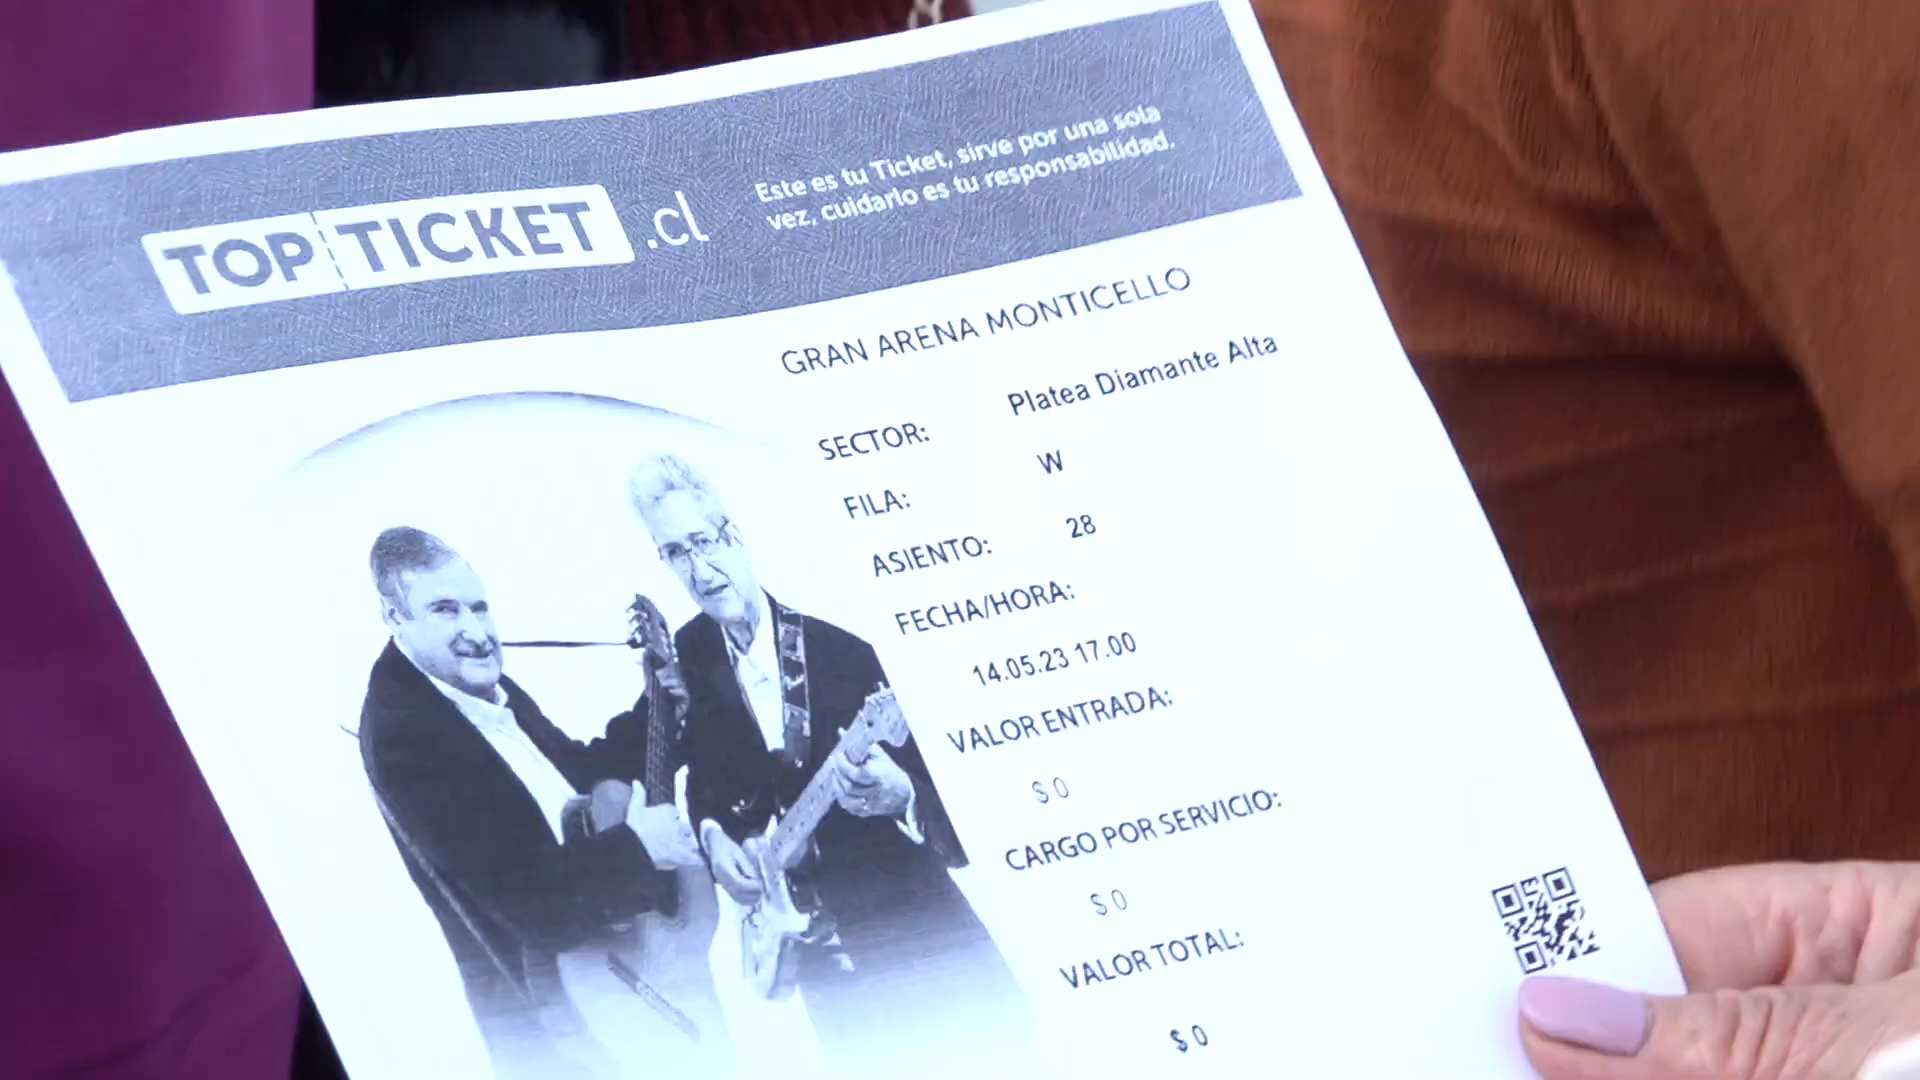 TOP TICKET .cl
Este es tu Ticket, sirve por una sola
vez, cuidarlo es tu responsabilidad.
GRAN ARENA MONTICELLO
SECTOR: Platea Diamante Alta
FILA: W
ASIENTO: 28
FECHA/HORA:
14.05.23 17.00
VALOR ENTRADA:
$ 0
CARGO POR SERVICIO:
$ 0
VALOR TOTAL:
$ 0